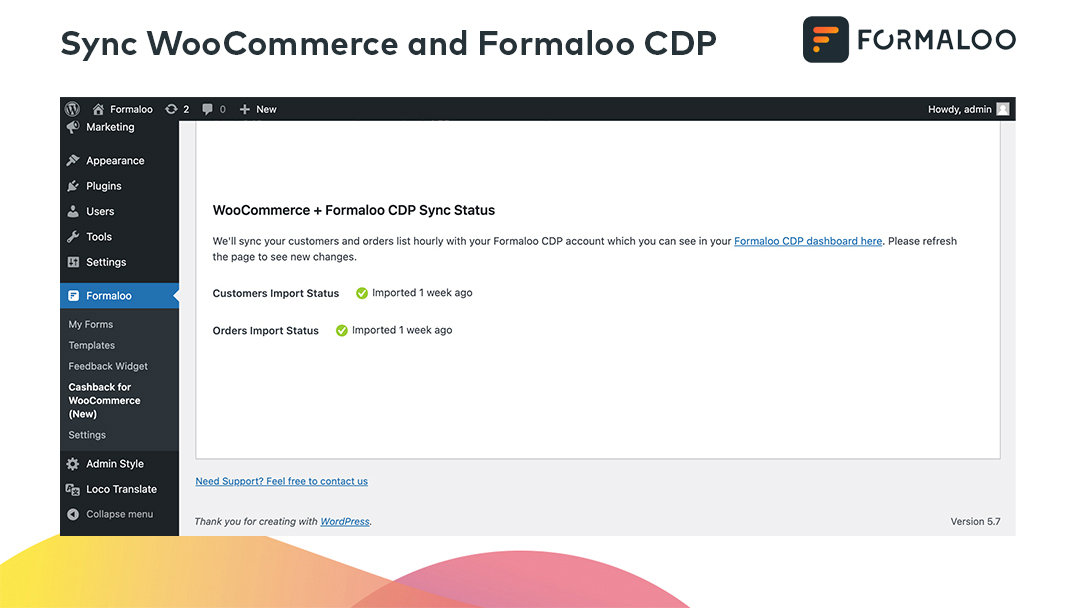 Sync WooCommerce and Formaloo CDP
FORMALOO
Formaloo 2 0 New
Howdy, admin
Marketing
Appearance
Plugins
Users
Tools
Settings
Formaloo
My Forms
Templates
Feedback Widget
Cashback for
WooCommerce
(New)
Settings
Admin Style
Loco Translate
Collapse menu
WooCommerce + Formaloo CDP Sync Status
We'll sync your customers and orders list hourly with your Formaloo CDP account which you can see in your Formaloo CDP dashboard here. Please refresh
the page to see new changes.
Customers Import Status Imported 1 week ago
Orders Import Status Imported 1 week ago
Need Support? Feel free to contact us
Thank you for creating with WordPress.
Version 5.7